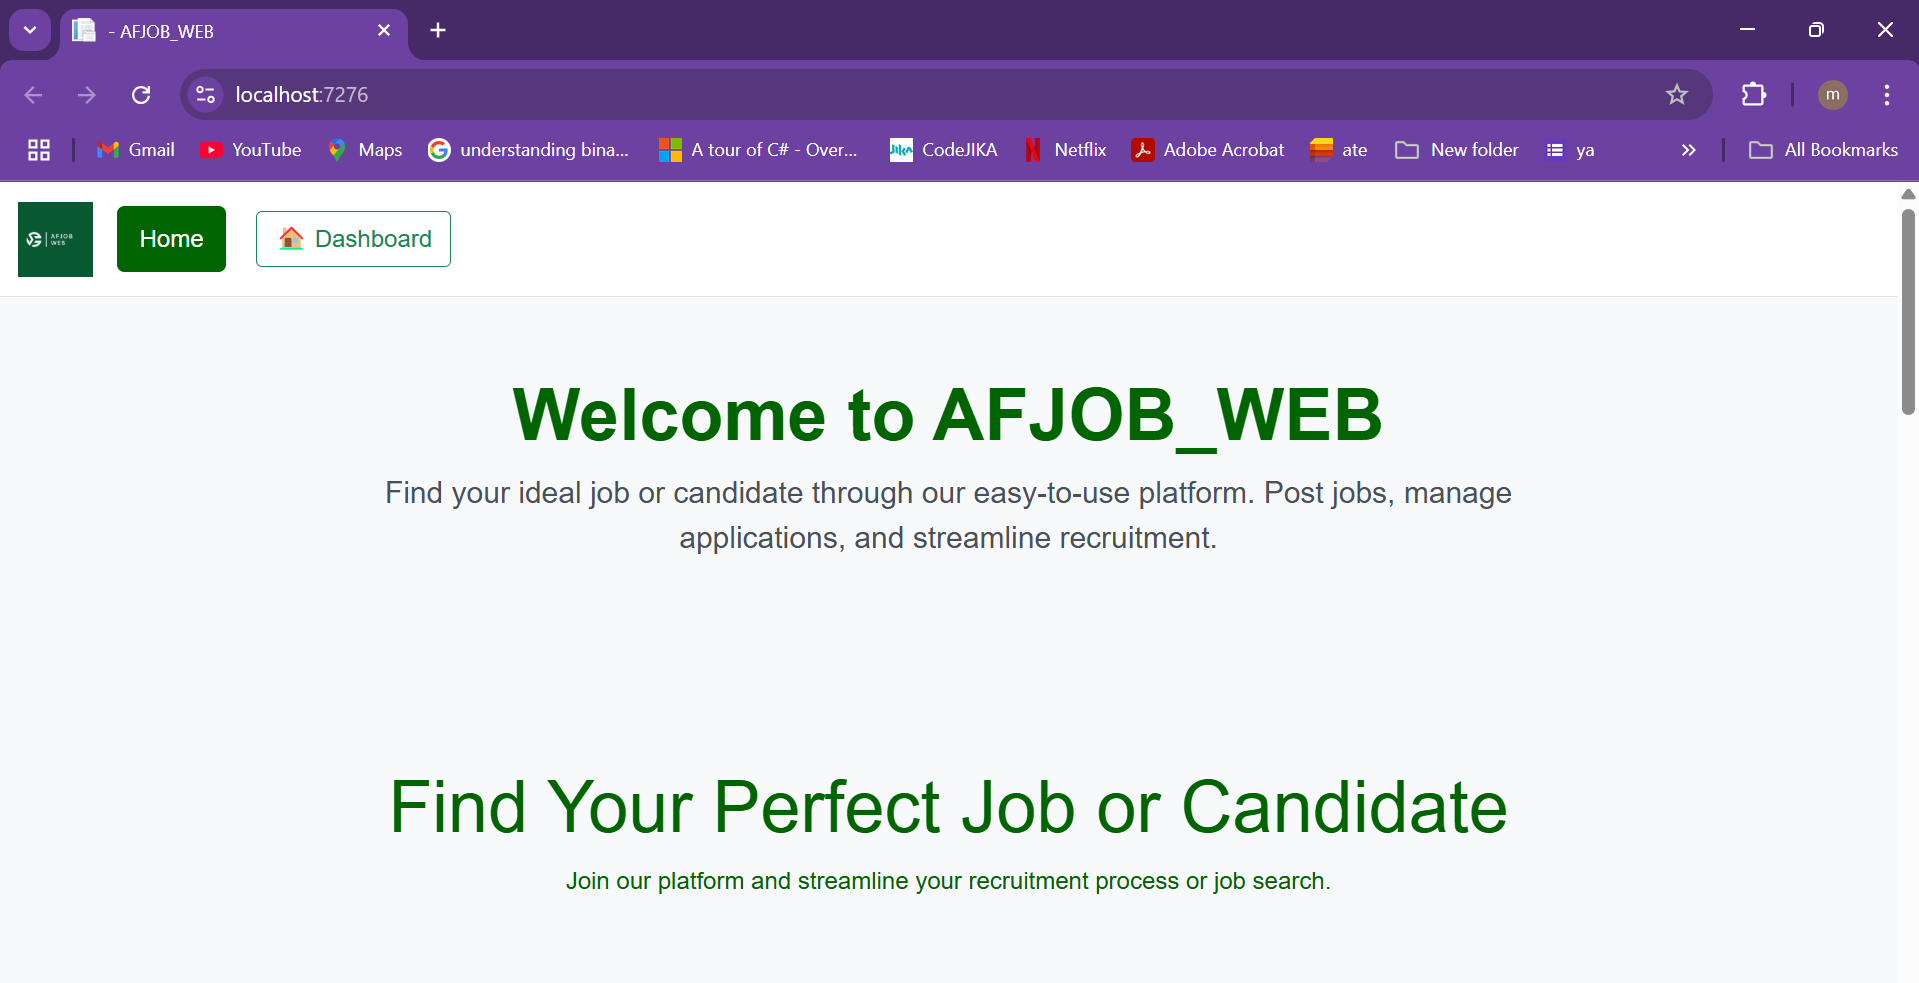 - AFJOB_WEB
localhost:7276
m
Gmail
YouTube
Maps
understanding bina...
A tour of C# - Over...
CodeJIKA
Netflix
Adobe Acrobat
ate
New folder
ya
All Bookmarks
AFJOB
WEB
Home
Dashboard
Welcome to AFJOB_WEB
Find your ideal job or candidate through our easy-to-use platform. Post jobs, manage
applications, and streamline recruitment.
Find Your Perfect Job or Candidate
Join our platform and streamline your recruitment process or job search.